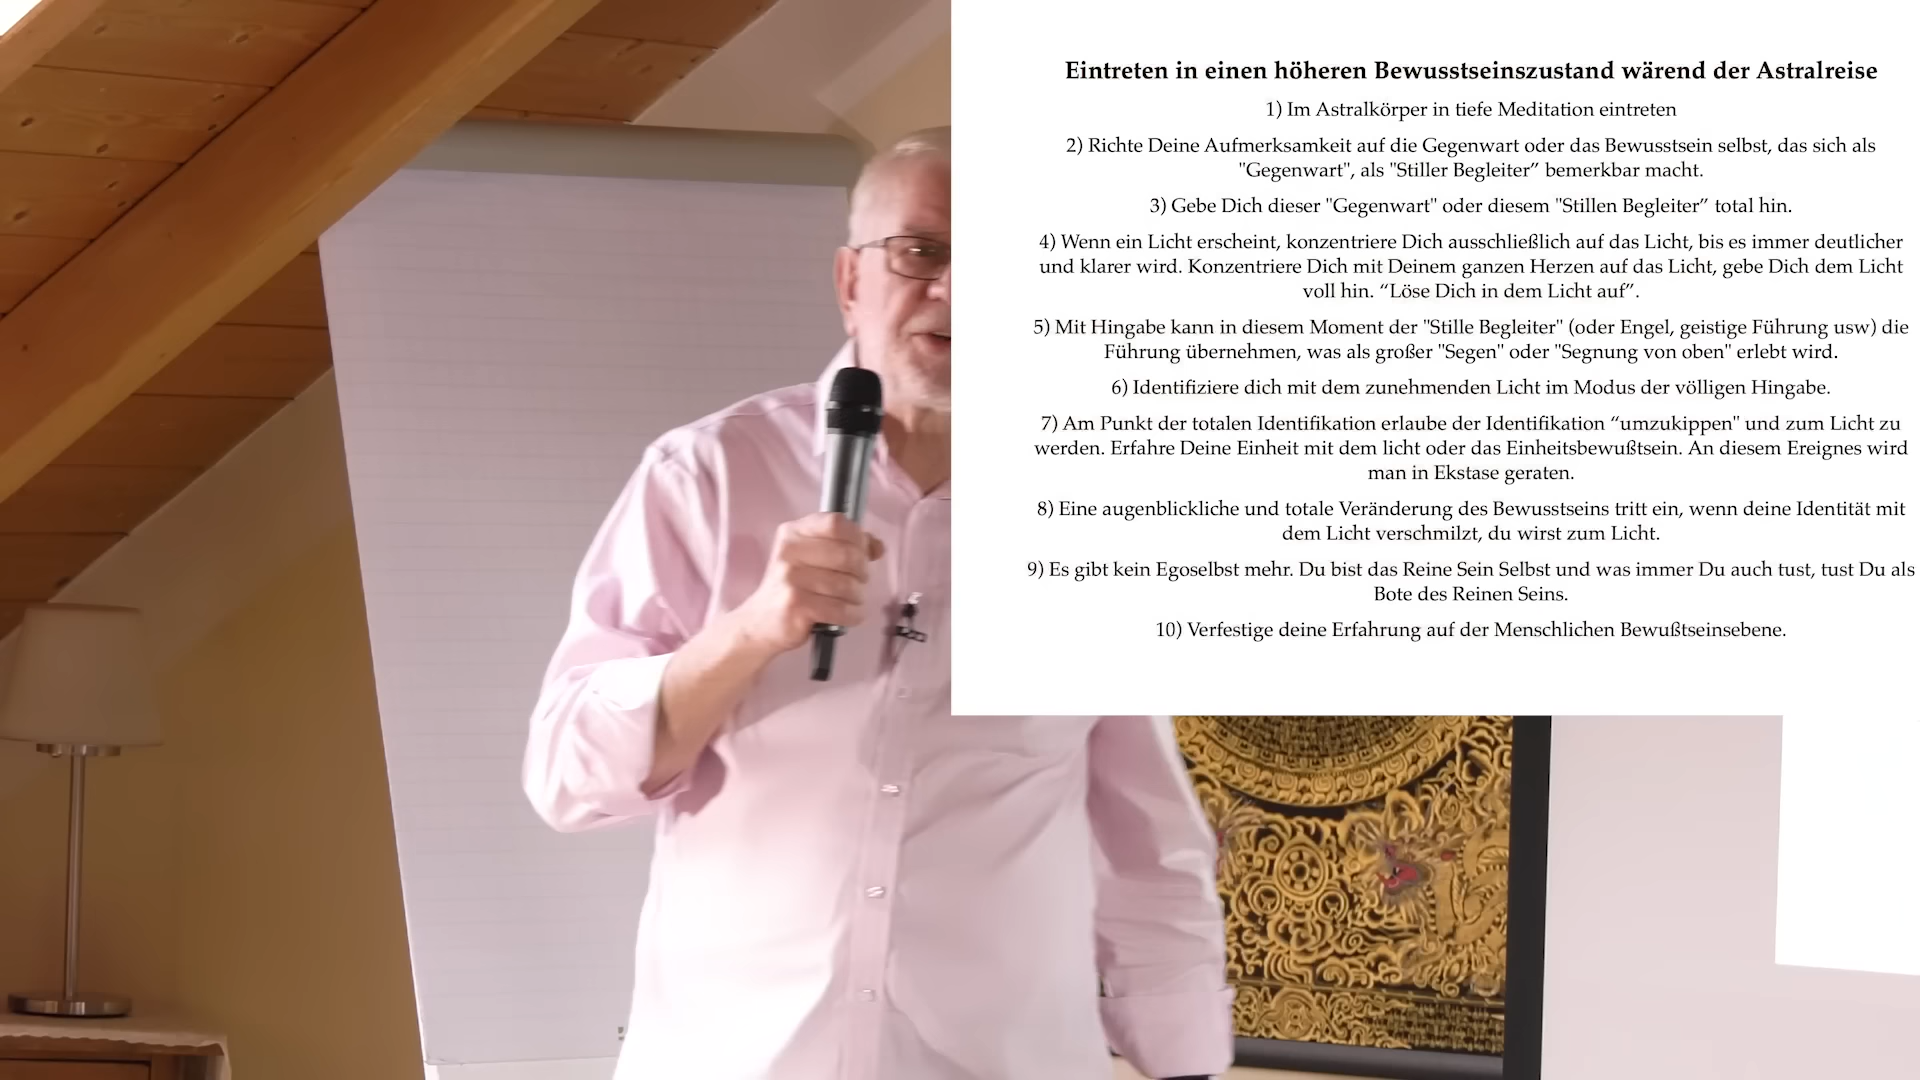 Eintreten in einen höheren Bewusstseinszustand wärend der Astralreise
1) Im Astralkörper in tiefe Meditation eintreten
2) Richte Deine Aufmerksamkeit auf die Gegenwart oder das Bewusstsein selbst, das sich als
"Gegenwart", als "Stiller Begleiter” bemerkbar macht.
3) Gebe Dich dieser "Gegenwart" oder diesem "Stillen Begleiter” total hin.
4) Wenn ein Licht erscheint, konzentriere Dich ausschließlich auf das Licht, bis es immer deutlicher
und klarer wird. Konzentriere Dich mit Deinem ganzen Herzen auf das Licht, gebe Dich dem Licht
voll hin. “Löse Dich in dem Licht auf”.
5) Mit Hingabe kann in diesem Moment der "Stille Begleiter" (oder Engel, geistige Führung usw) die
Führung übernehmen, was als großer "Segen" oder "Segnung von oben" erlebt wird.
6) Identifiziere dich mit dem zunehmenden Licht im Modus der völligen Hingabe.
7) Am Punkt der totalen Identifikation erlaube der Identifikation “umzukippen" und zum Licht zu
werden. Erfahre Deine Einheit mit dem licht oder das Einheitsbewußtsein. An diesem Ereignes wird
man in Ekstase geraten.
8) Eine augenblickliche und totale Veränderung des Bewusstseins tritt ein, wenn deine Identität mit
dem Licht verschmilzt, du wirst zum Licht.
9) Es gibt kein Egoselbst mehr. Du bist das Reine Sein Selbst und was immer Du auch tust, tust Du als
Bote des Reinen Seins.
10) Verfestige deine Erfahrung auf der Menschlichen Bewußtseinsebene.